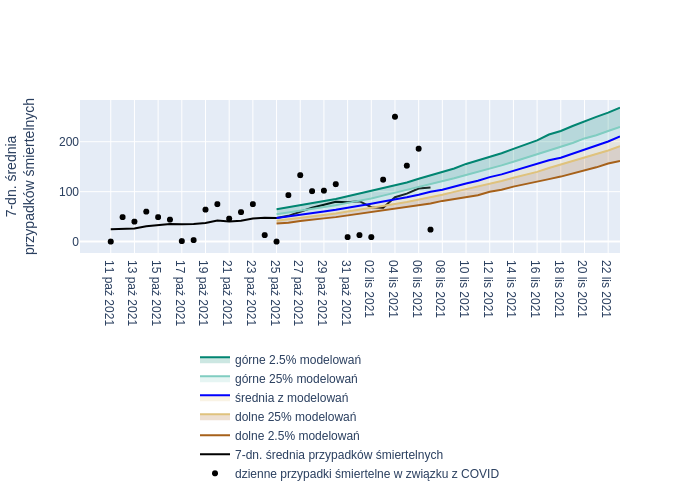 7-dn. średnia
przypadków śmiertelnych
200
100
0
11 paź 2021
13 paź 2021
15 paź 2021
17 paź 2021
19 paź 2021
21 paź 2021
23 paź 2021
25 paź 2021
27 paź 2021
29 paź 2021
31 paź 2021
02 lis 2021
04 lis 2021
06 lis 2021
08 lis 2021
10 lis 2021
12 lis 2021
14 lis 2021
16 lis 2021
18 lis 2021
20 lis 2021
22 lis 2021
górne 2.5% modelowań
górne 25% modelowań
średnia z modelowań
dolne 25% modelowań
dolne 2.5% modelowań
7-dn. średnia przypadków śmiertelnych
dzienne przypadki śmiertelne w związku z COVID